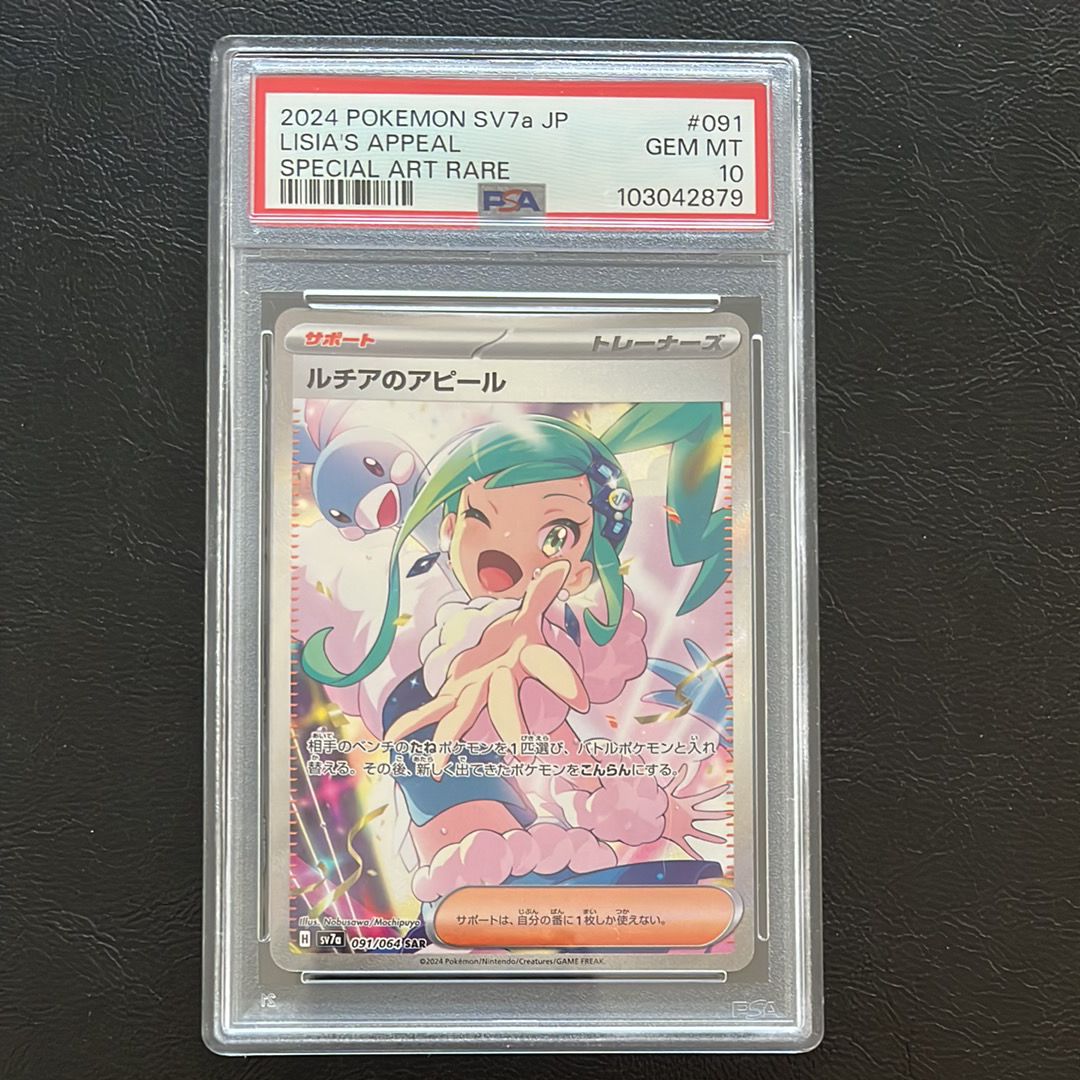 2024 POKEMON SV7a JP #091
LISIA'S APPEAL GEM MT
SPECIAL ART RARE 10
PSA 103042879
サポート トレーナーズ
ルチアのアピール
相手のベンチのたねポケモンを1匹選び、バトルポケモンと入れ
替える。その後、新しく出てきたポケモンをこんらんにする。
サポートは、自分の番に1枚しか使えない。
Illus. Nobusawa/Mochipuyo
H sv7a 091/064 SAR
©2024 Pokémon/Nintendo/Creatures/GAME FREAK.
PSA